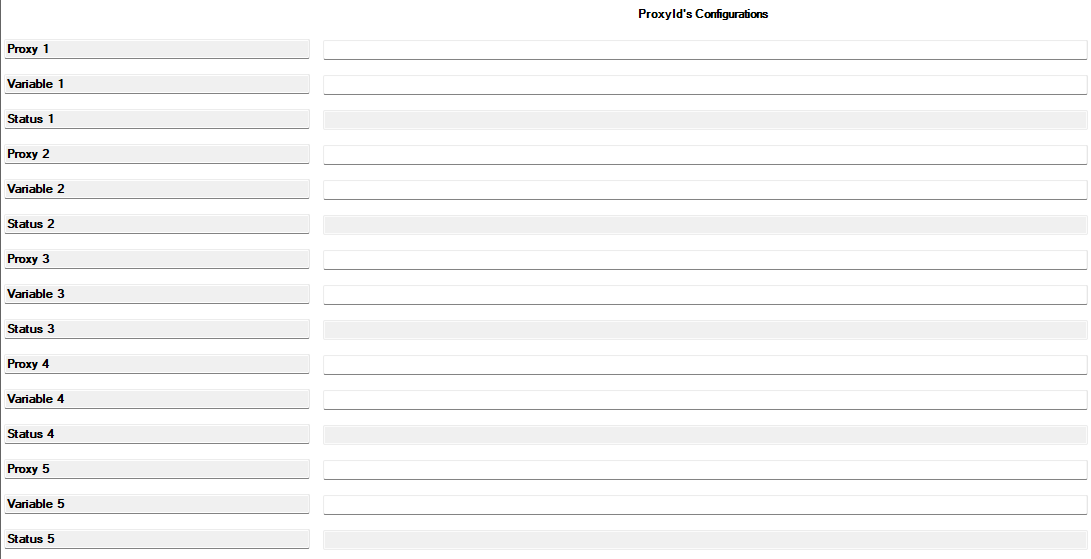 ProxyId's Configurations
Proxy 1
Variable 1
Status 1
Proxy 2
Variable 2
Status 2
Proxy 3
Variable 3
Status 3
Proxy 4
Variable 4
Status 4
Proxy 5
Variable 5
Status 5